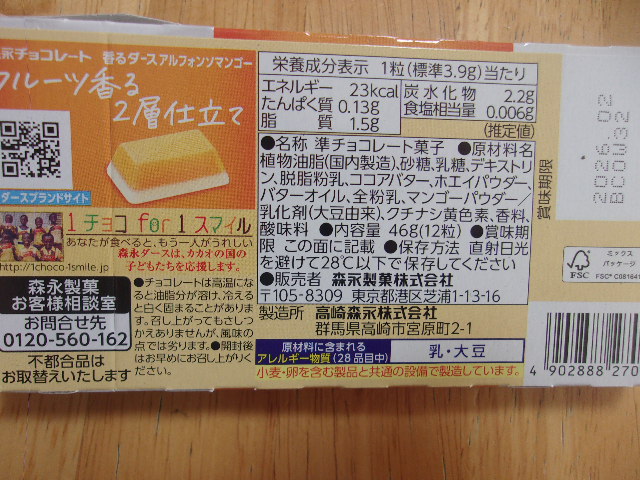 永チョコレート 香るダースアルフォンソマンゴー
フルーツ香る
2層仕立て
ダースブランドサイト
1 チョコ for 1 スマイル
あなたが食べると、もう一人がうれしい
森永ダースは、カカオの国の
子どもたちを応援します。
http://1choco-1smile.jp/
森永製菓
お客様相談室
お問合せ先
0120-560-162
不都合品は
お取替えいたします
●チョコレートは高温になる
と油脂分が溶け、冷える
と白く固まることがありま
す。召し上がってもさしつ
かえありませんが、風味の
点では劣ります。●開封後
はお早めにお召し上がりく
ださい。
栄養成分表示 1粒(標準3.9g)当たり
エネルギー 23kcal
たんぱく質 0.13g
脂質 1.5g
炭水化物 2.2g
食塩相当量 0.006g
(推定値)
●名称 準チョコレート菓子 ●原材料名
植物油脂(国内製造)、砂糖、乳糖、デキストリ
ン、脱脂粉乳、ココアバター、ホエイパウダー、
バターオイル、全粉乳、マンゴーパウダー/
乳化剤(大豆由来)、クチナシ黄色素、香料、
酸味料 ●内容量 46g(12粒) ●賞味期
限 この面に記載 ●保存方法 直射日光
を避けて28℃以下で保存してください
●販売者 森永製菓株式会社
〒105-8309 東京都港区芝浦1-13-16
製造所 高崎森永株式会社
群馬県高崎市宮原町2-1
原材料に含まれる
アレルギー物質(28品目中)
乳・大豆
小麦・卵を含む製品と共通の設備で製造しています。
賞味期限
2026.02
BC0W32
FSC
ミックス
パッケージ
FSC® C081641
4 902888 270